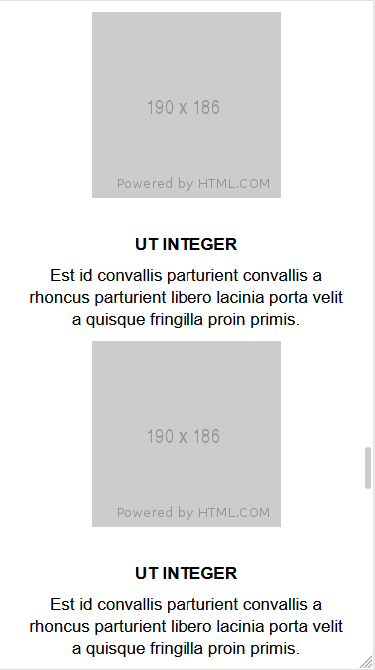 190 x 186
Powered by HTML.COM
UT INTEGER
Est id convallis parturient convallis a
rhoncus parturient libero lacinia porta velit
a quisque fringilla proin primis.
190 x 186
Powered by HTML.COM
UT INTEGER
Est id convallis parturient convallis a
rhoncus parturient libero lacinia porta velit
a quisque fringilla proin primis.